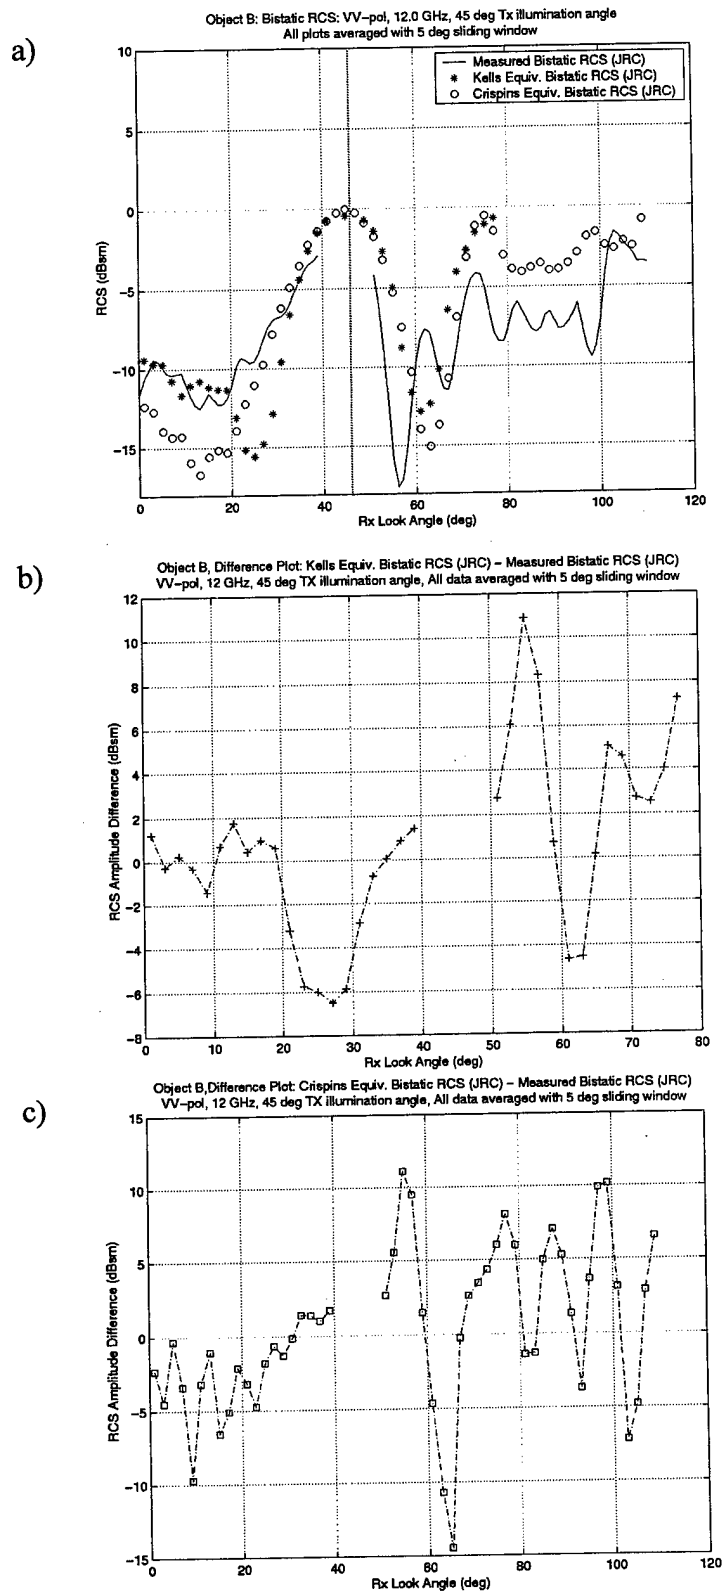 a)
Object B: Bistatic RCS: VV-pol, 12.0 GHz, 45 deg Tx illumination angle
All plots averaged with 5 deg sliding window
Measured Bistatic RCS (JRC)
Kells Equiv. Bistatic RCS (JRC)
Crispins Equiv. Bistatic RCS (JRC)
10
5
0
-5
-10
-15
RCS (dBsm)
0 20 40 60 80 100 120
Rx Look Angle (deg)
b)
Object B, Difference Plot: Kells Equiv. Bistatic RCS (JRC) - Measured Bistatic RCS (JRC)
VV-pol, 12 GHz, 45 deg TX illumination angle, All data averaged with 5 deg sliding window
12
10
8
6
4
2
0
-2
-4
-6
-8
RCS Amplitude Difference (dBsm)
0 10 20 30 40 50 60 70 80
Rx Look Angle (deg)
c)
Object B,Difference Plot: Crispins Equiv. Bistatic RCS (JRC) - Measured Bistatic RCS (JRC)
VV-pol, 12 GHz, 45 deg TX illumination angle, All data averaged with 5 deg sliding window
15
10
5
0
-5
-10
-15
RCS Amplitude Difference (dBsm)
0 20 40 60 80 100 120
Rx Look Angle (deg)